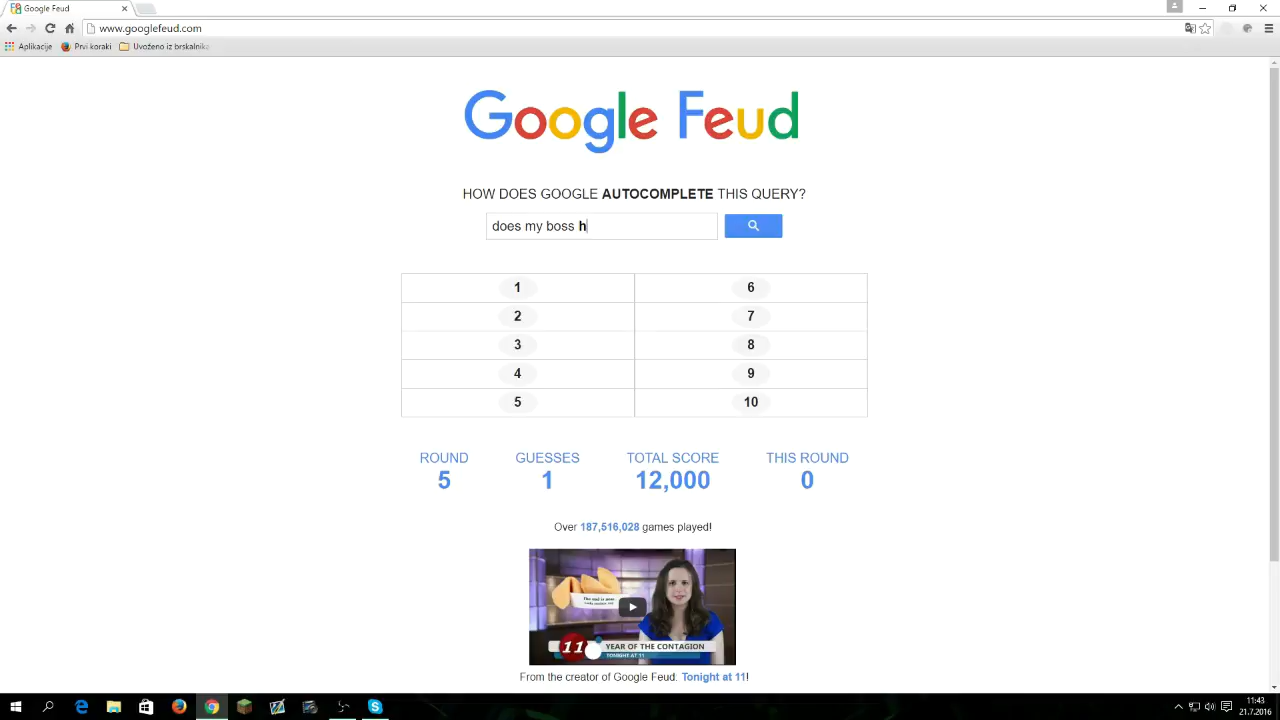 Google Feud
www.googlefeud.com
Aplikacije
Prvi koraki
Uvoženo iz brskalnika
Google Feud
HOW DOES GOOGLE AUTOCOMPLETE THIS QUERY?
does my boss h
1
6
2
7
3
8
4
9
5
10
ROUND
GUESSES
TOTAL SCORE
THIS ROUND
5
1
12,000
0
Over 187,516,028 games played!
11
YEAR OF THE CONTAGION
TONIGHT AT 11
From the creator of Google Feud: Tonight at 11!
11:43
21.7.2016